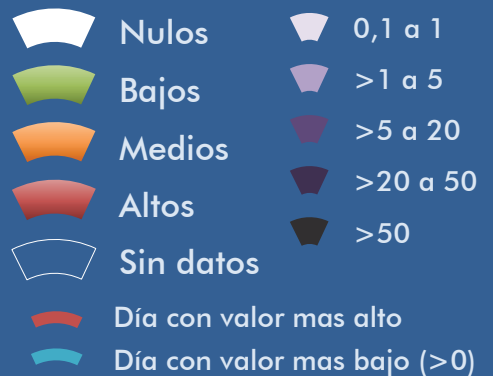 Nulos
Bajos
Medios
Altos
Sin datos
0,1 a 1
>1 a 5
>5 a 20
>20 a 50
>50
Día con valor mas alto
Día con valor mas bajo (>0)